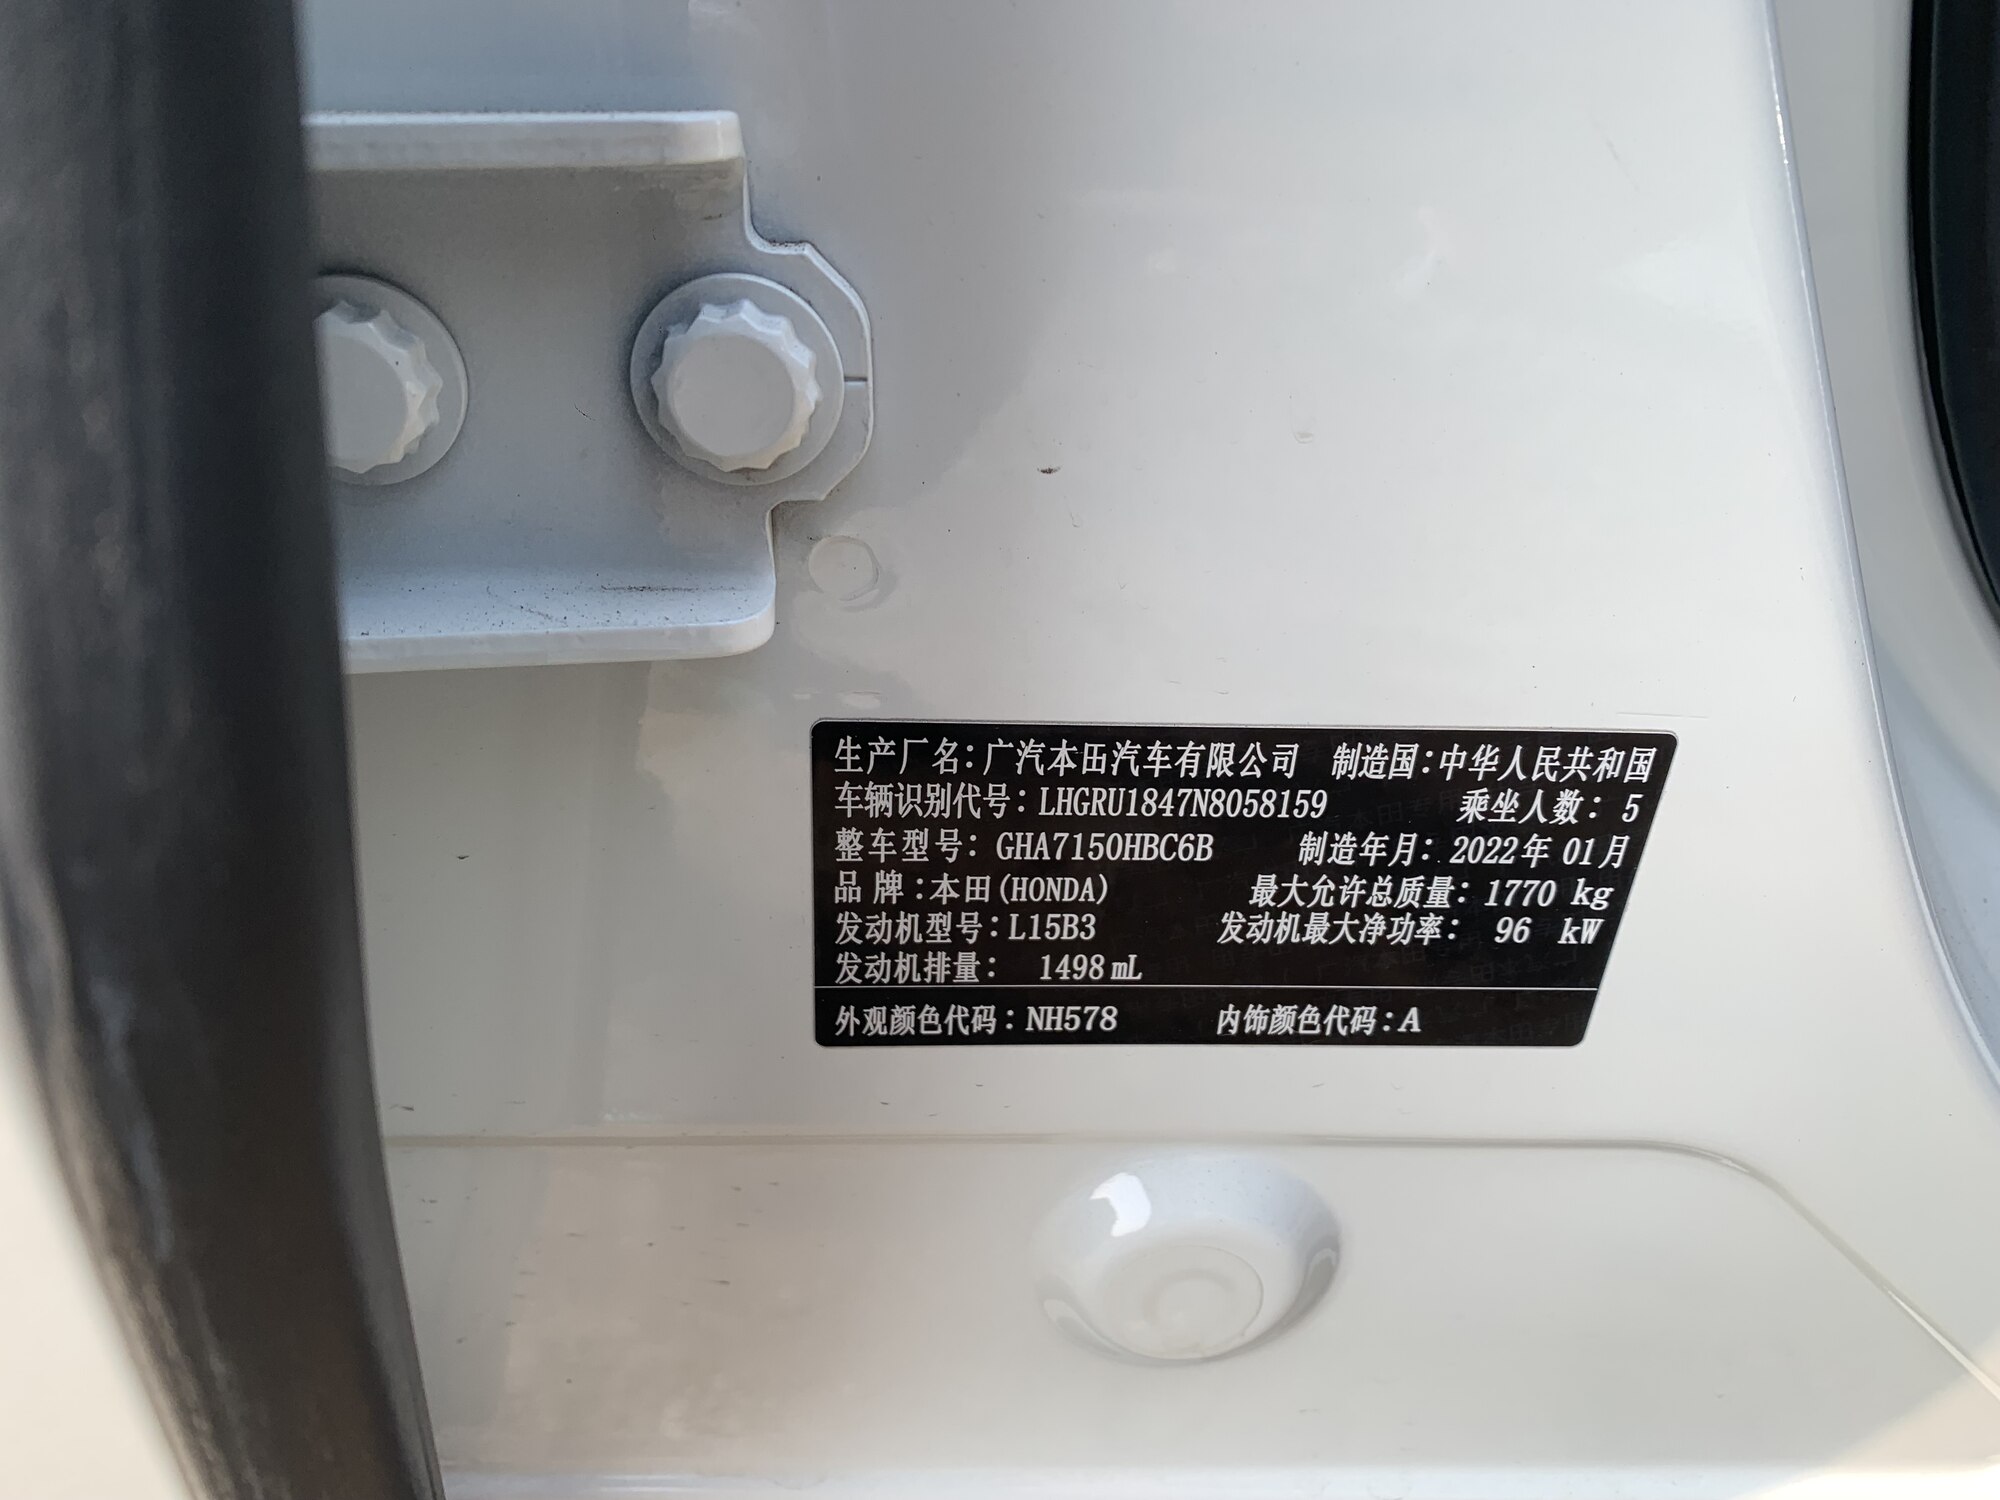 生产厂名:广汽本田汽车有限公司 制造国:中华人民共和国
车辆识别代号:LHGRU1847N8058159 乘坐人数: 5
整车型号: GHA7150HBC6B 制造年月: 2022年 01月
品 牌:本田(HONDA) 最大允许总质量: 1770 kg
发动机型号:L15B3 发动机最大净功率: 96 kW
发动机排量: 1498mL
外观颜色代码:NH578 内饰颜色代码:A